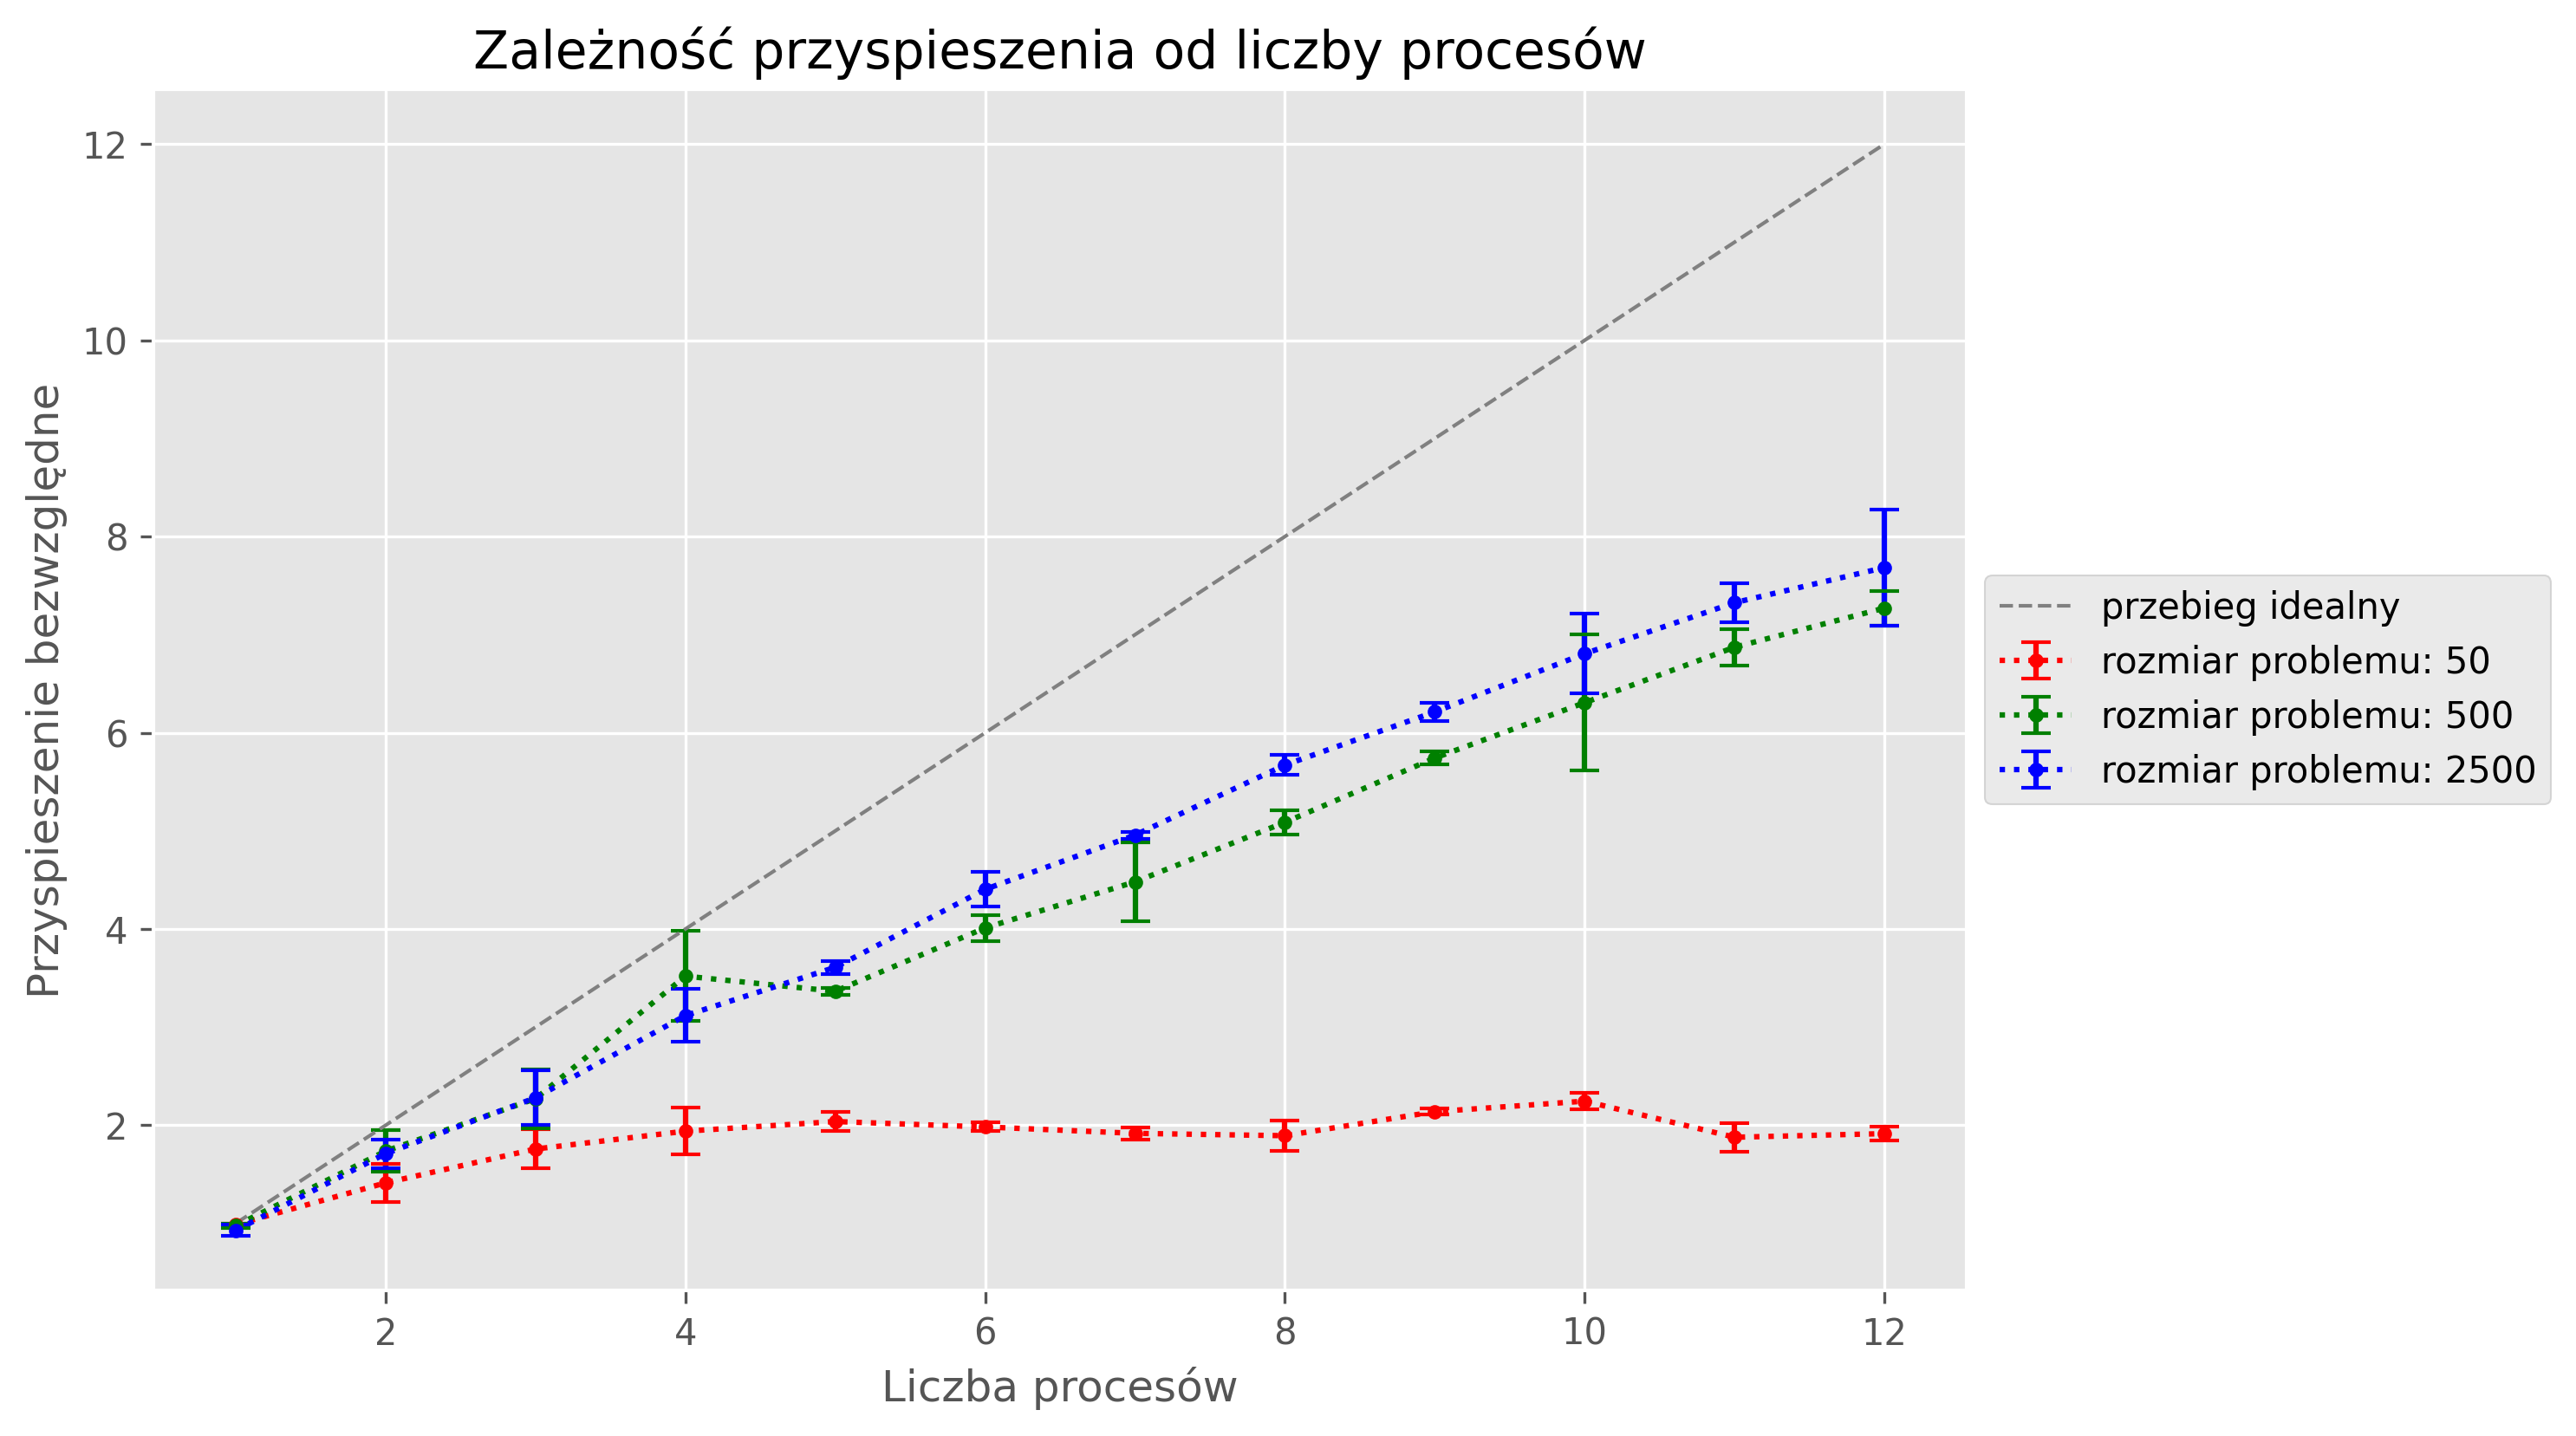 Zależność przyspieszenia od liczby procesów
Przyspieszenie bezwzględne
12
10
8
6
4
2
2 4 6 8 10 12
Liczba procesów
przebieg idealny
rozmiar problemu: 50
rozmiar problemu: 500
rozmiar problemu: 2500